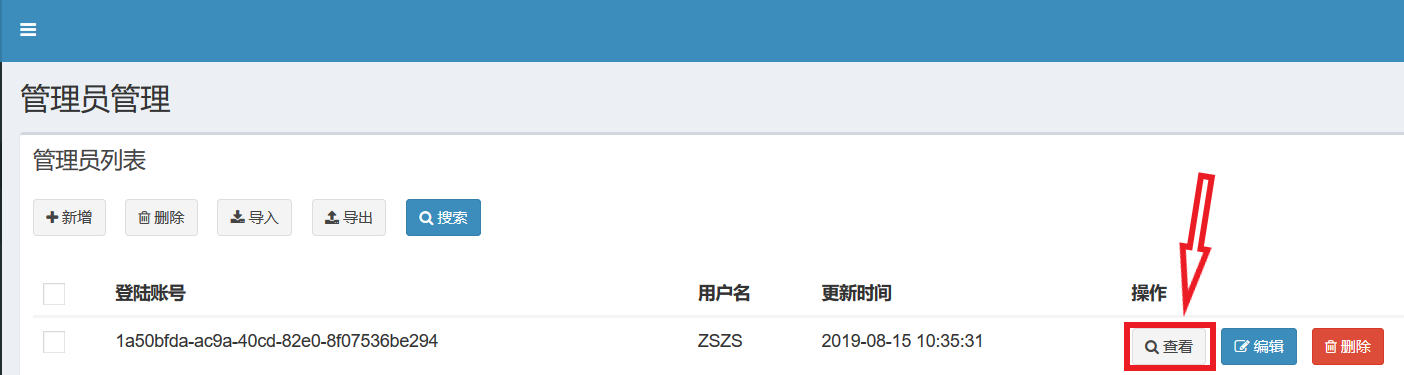 管理员管理
管理员列表
新增 删除 导入 导出 搜索
登陆账号 用户名 更新时间 操作
1a50bfda-ac9a-40cd-82e0-8f07536be294 ZSZS 2019-08-15 10:35:31 查看 编辑 删除